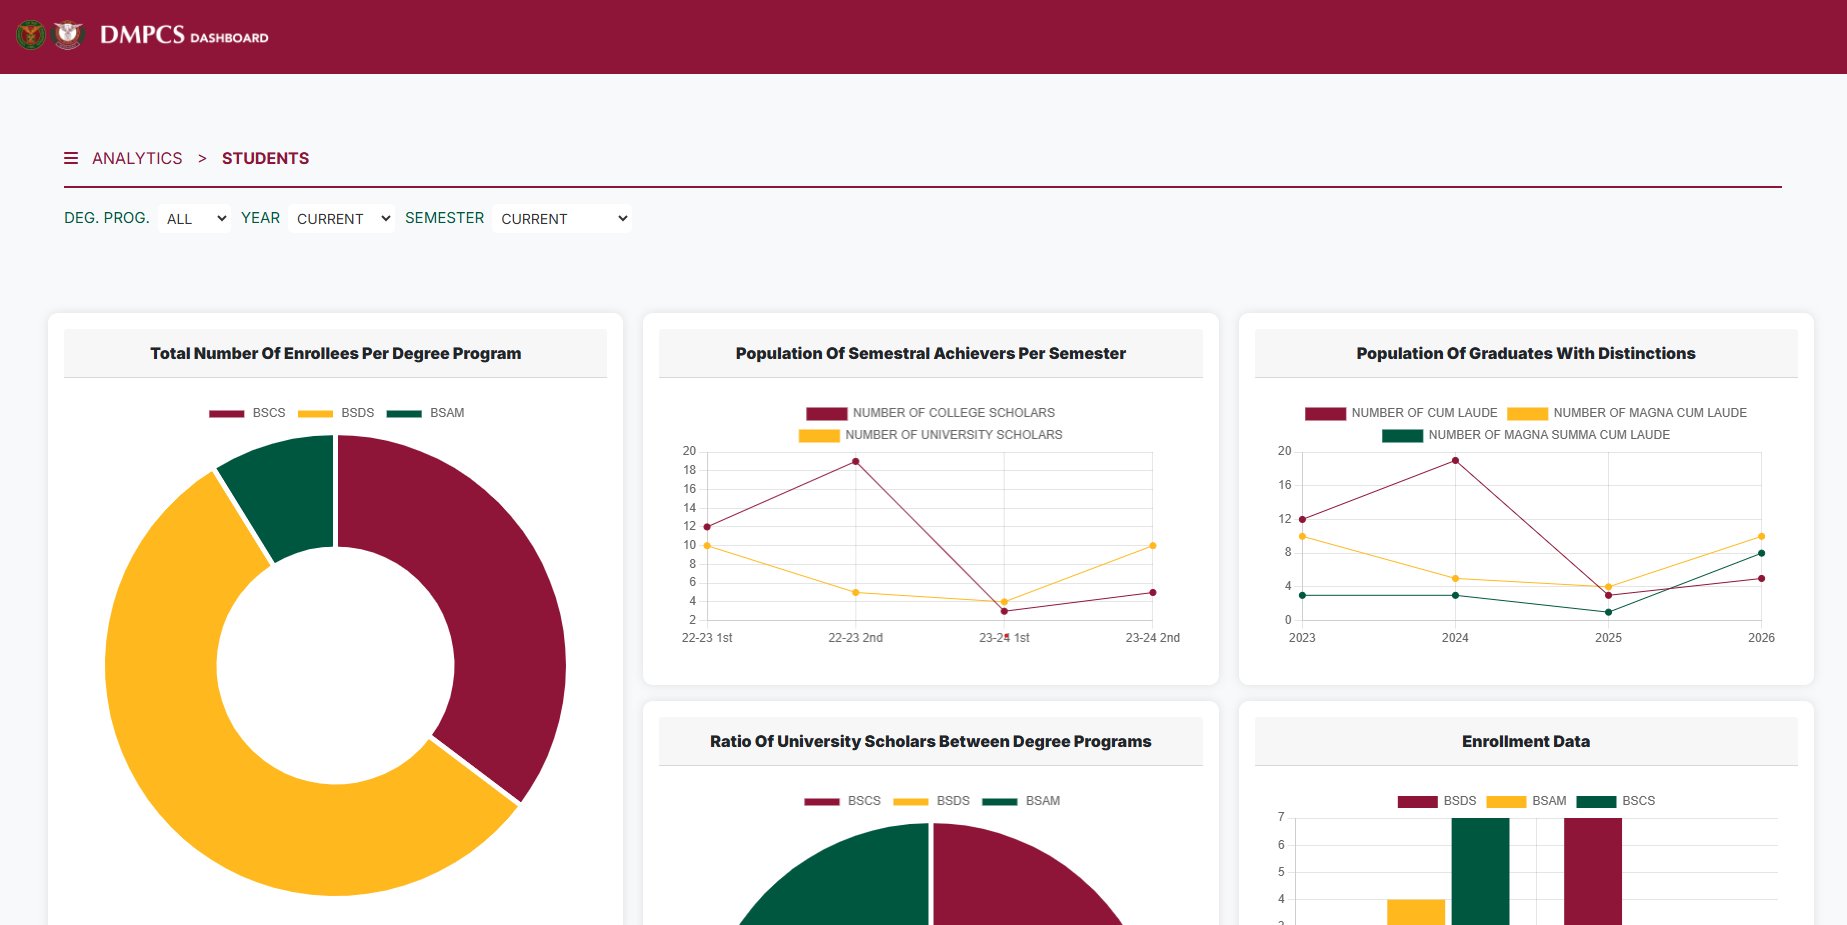 DMPCS DASHBOARD
☰ ANALYTICS > STUDENTS
DEG. PROG. ALL YEAR CURRENT SEMESTER CURRENT
Total Number Of Enrollees Per Degree Program
BSCS BSDS BSAM
Population Of Semestral Achievers Per Semester
NUMBER OF COLLEGE SCHOLARS
NUMBER OF UNIVERSITY SCHOLARS
20
18
16
14
12
10
8
6
4
2
22-23 1st 22-23 2nd 23-24 1st 23-24 2nd
Population Of Graduates With Distinctions
NUMBER OF CUM LAUDE NUMBER OF MAGNA CUM LAUDE
NUMBER OF MAGNA SUMMA CUM LAUDE
20
16
12
8
4
0
2023 2024 2025 2026
Ratio Of University Scholars Between Degree Programs
BSCS BSDS BSAM
Enrollment Data
BSDS BSAM BSCS
7
6
5
4